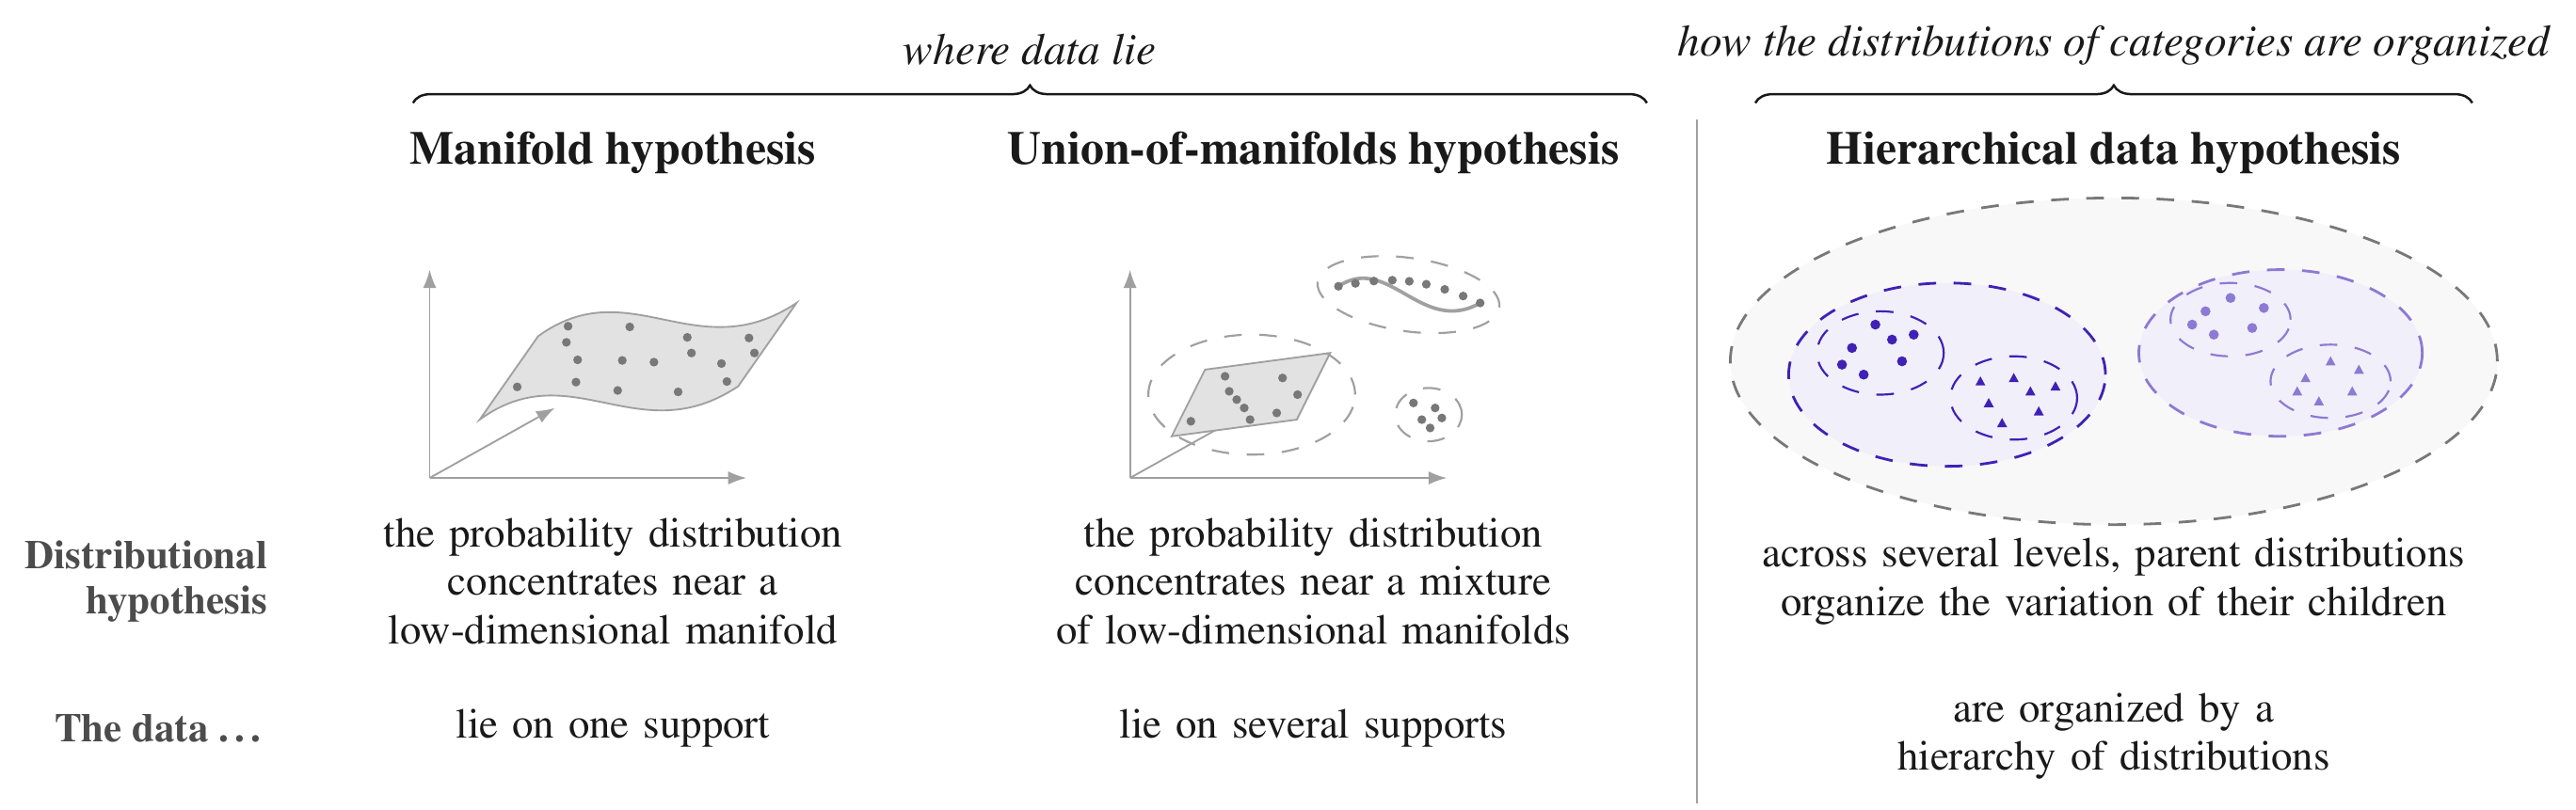 where data lie
how the distributions of categories are organized
Manifold hypothesis
Union-of-manifolds hypothesis
Hierarchical data hypothesis
Distributional
hypothesis
the probability distribution
concentrates near a
low-dimensional manifold
the probability distribution
concentrates near a mixture
of low-dimensional manifolds
across several levels, parent distributions
organize the variation of their children
The data ...
lie on one support
lie on several supports
are organized by a
hierarchy of distributions